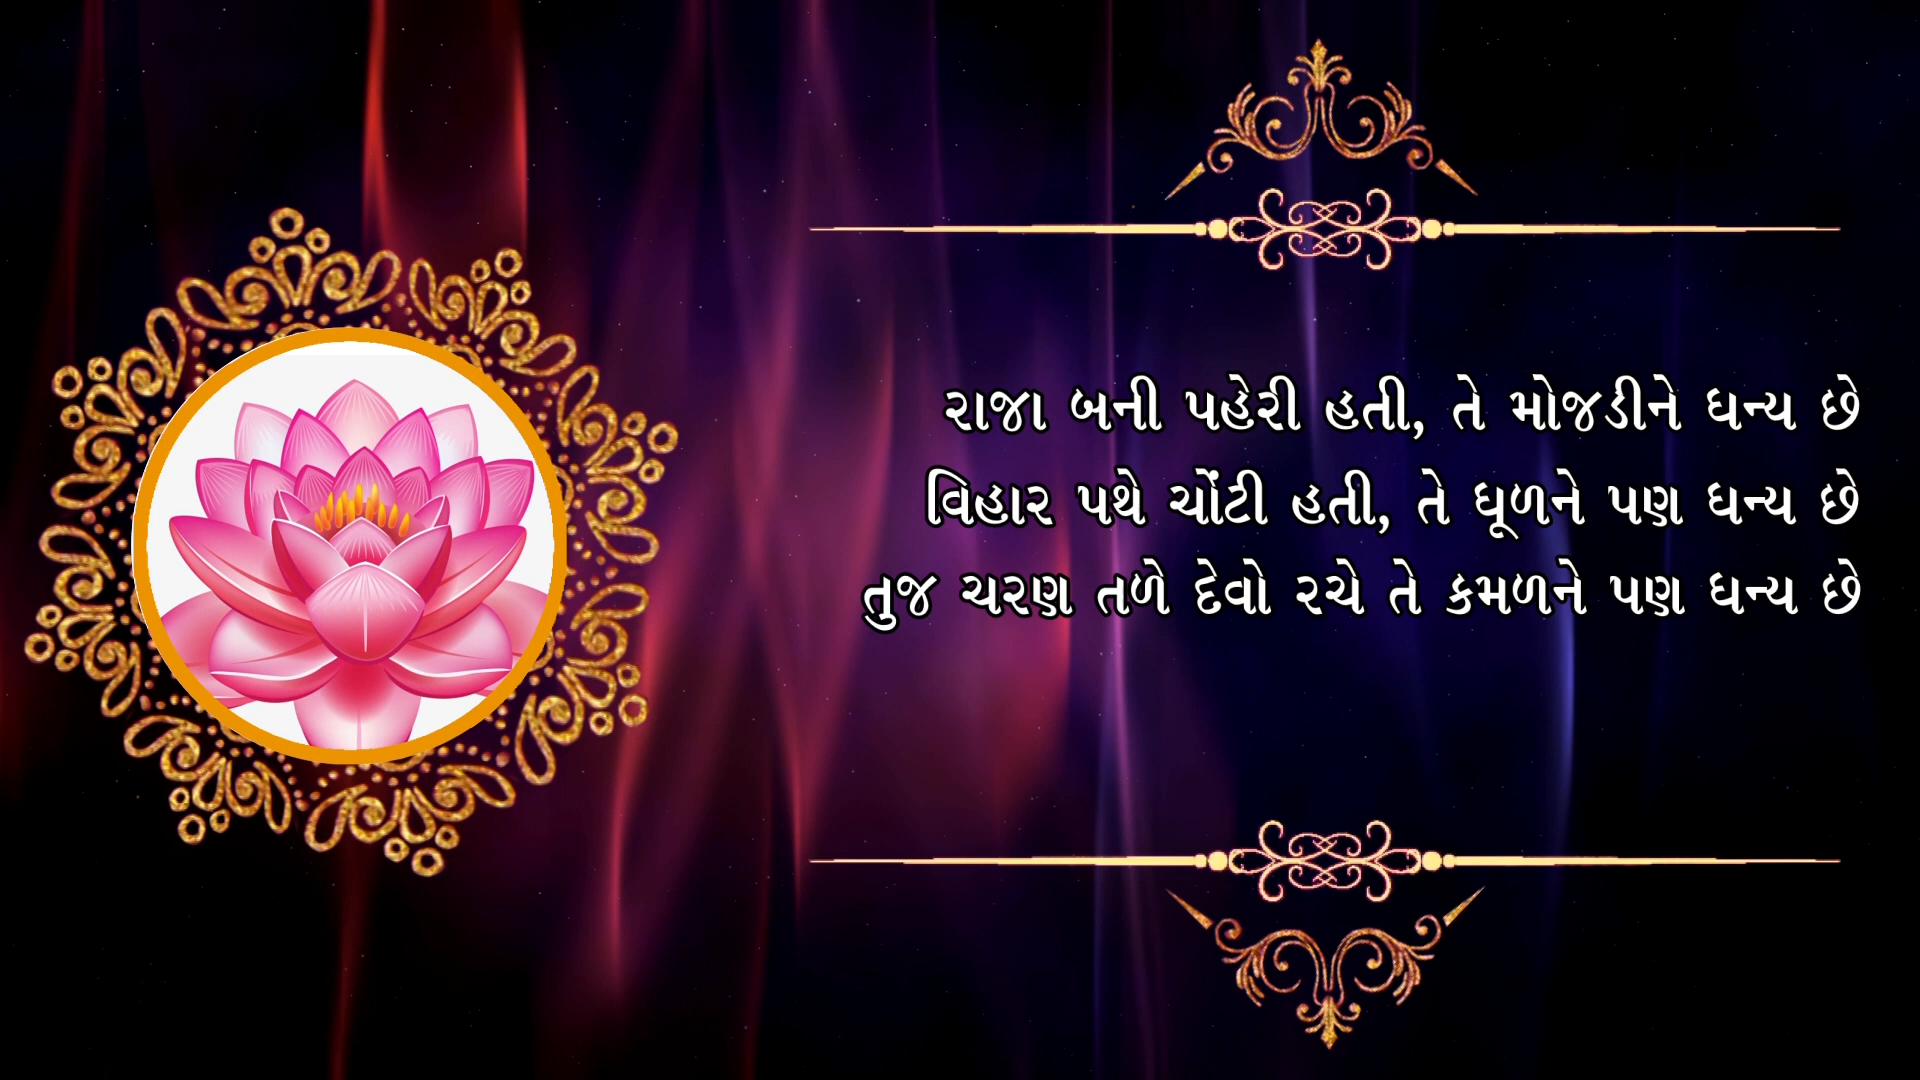 રાજા બની પહેરી હતી, તે મોજડીને ધન્ય છે
વિહાર પથે ચોંટી હતી, તે ધૂળને પણ ધન્ય છે
તુજ ચરણ તળે દેવો રચે તે કમળને પણ ધન્ય છે